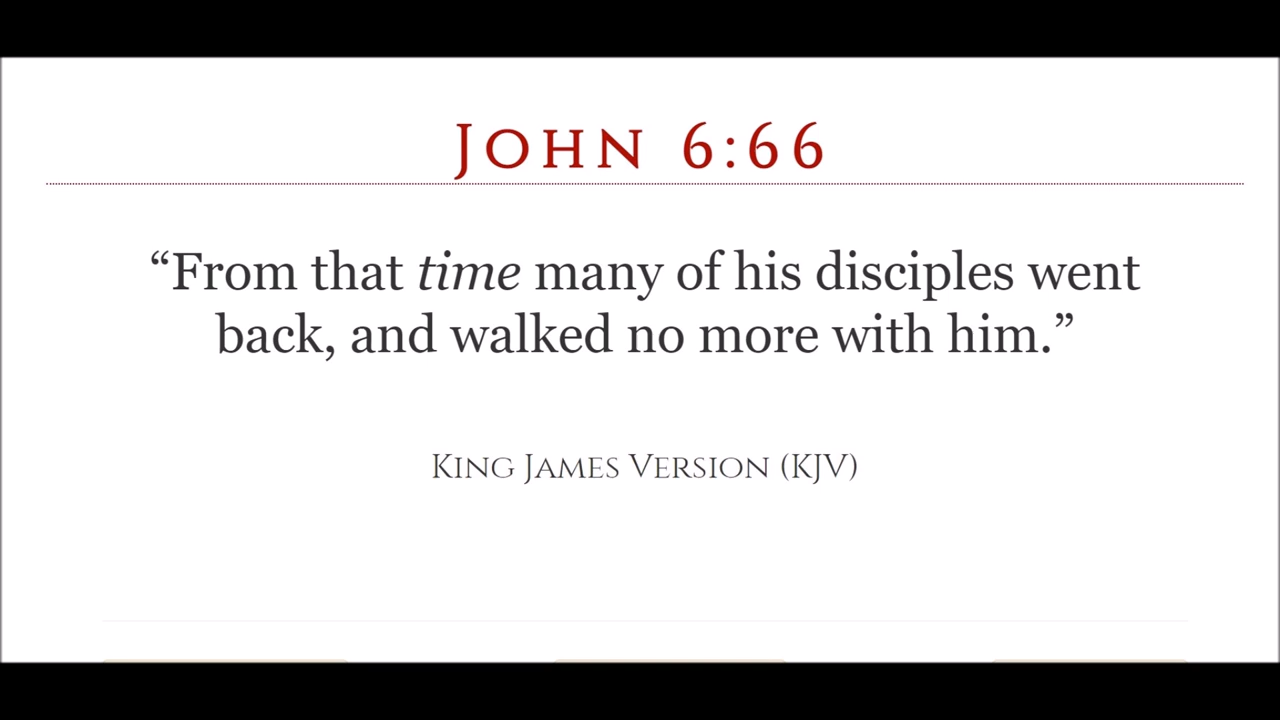 John 6:66
“From that time many of his disciples went
back, and walked no more with him.”
King James Version (KJV)